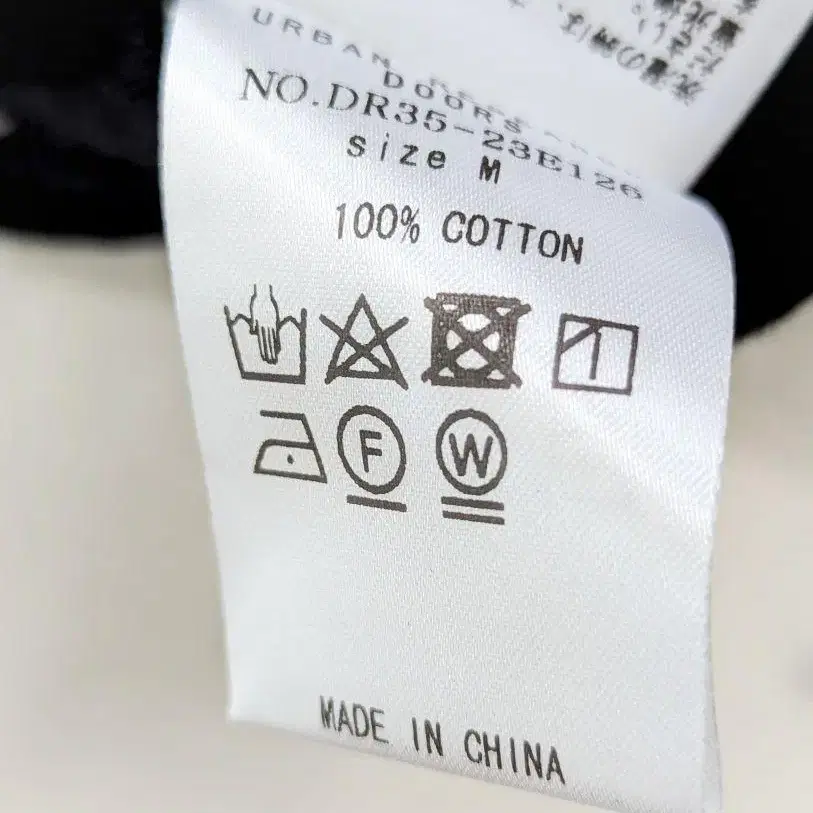 URBAN
DOORS
NO.DR35-23E126
size M
100% COTTON
F
W
MADE IN CHINA